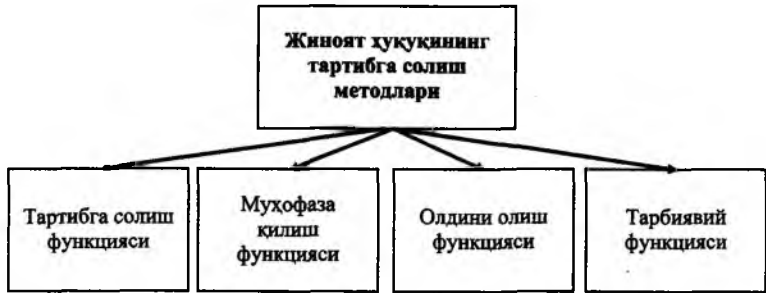 Жиноят ҳуқуқининг
тартибга солиш
методлари
Тартибга солиш
функцияси
Муҳофаза
қилиш
функцияси
Олдини олиш
функцияси
Тарбиявий
функцияси